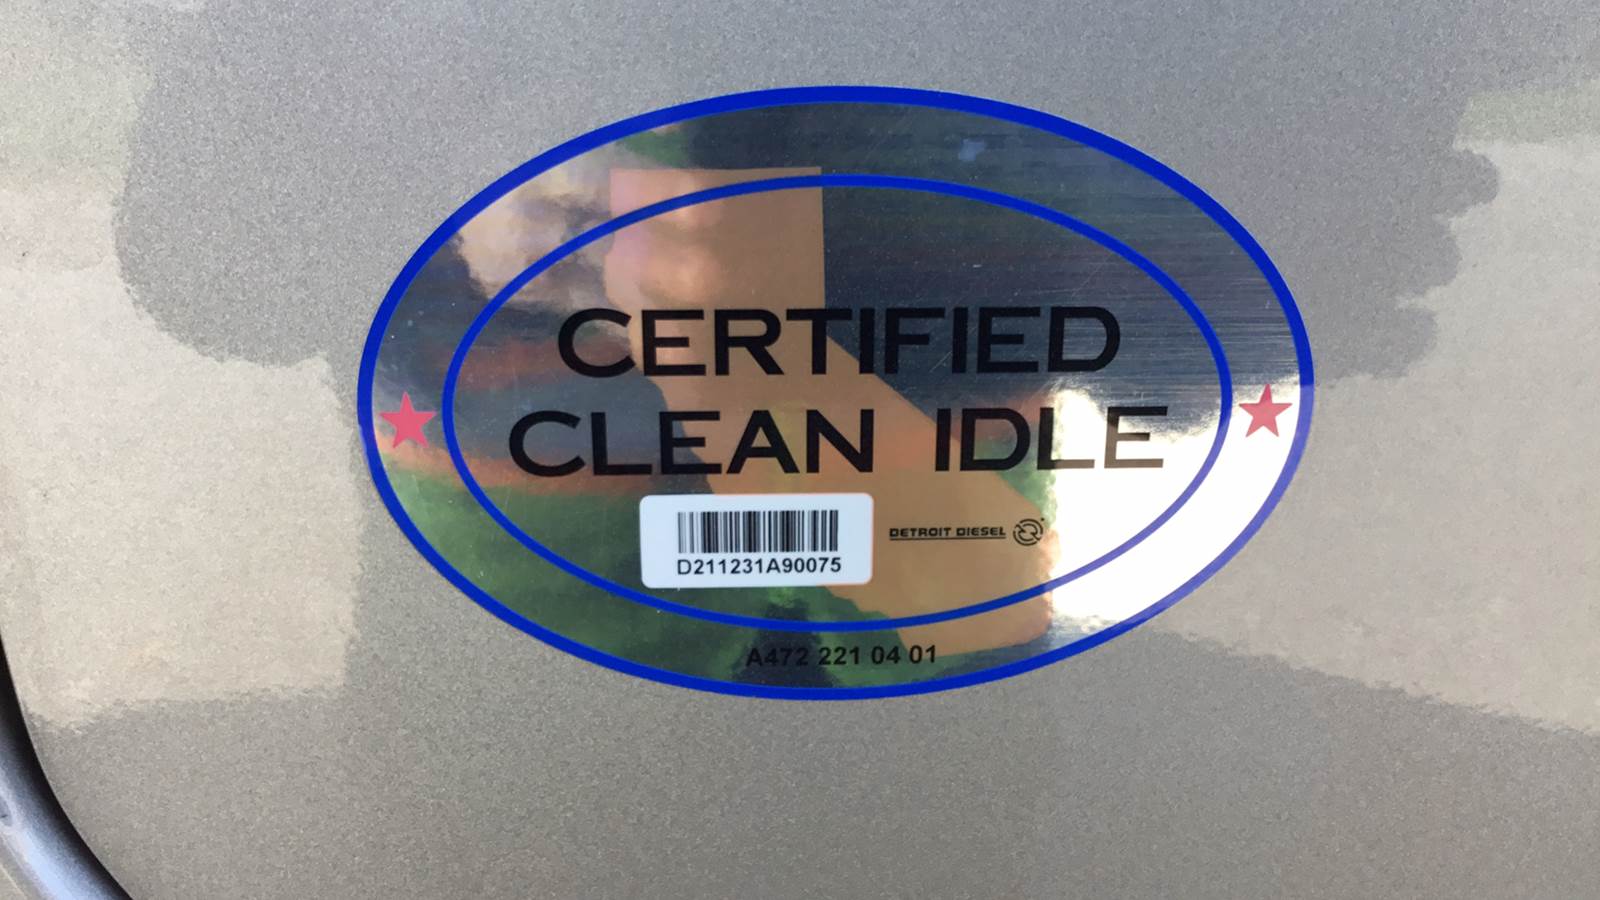 CERTIFIED
CLEAN IDLE
DETROIT DIESEL
D211231A90075
A472 221 04 01